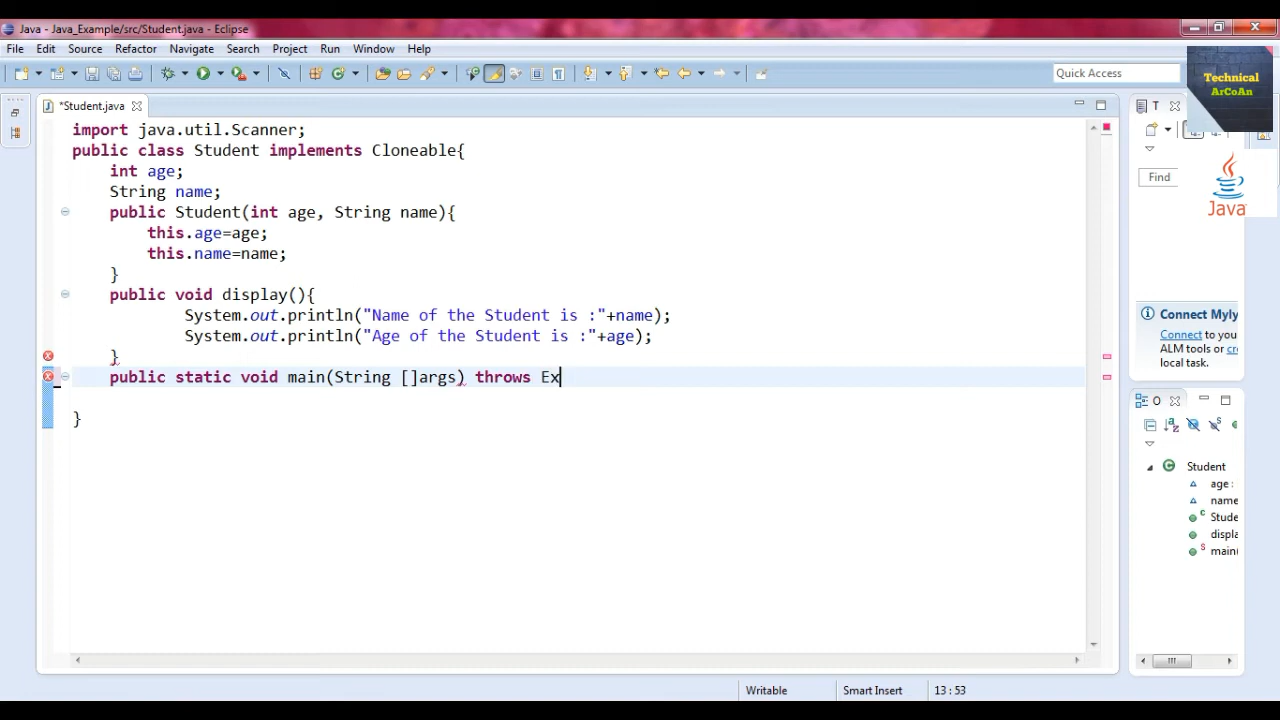 Java - Java_Example/src/Student.java - Eclipse
File Edit Source Refactor Navigate Search Project Run Window Help
Quick Access
Technical
ArCoAn
*Student.java
T
import java.util.Scanner;
public class Student implements Cloneable{
int age;
String name;
public Student(int age, String name){
this.age=age;
this.name=name;
}
public void display(){
System.out.println("Name of the Student is :"+name);
System.out.println("Age of the Student is :"+age);
}
public static void main(String []args) throws Ex
}
Find
Java
Connect Myly
Connect to you
ALM tools or cre
local task.
O
Student
age :
name
Stude
displa
main(
Writable
Smart Insert
13 : 53